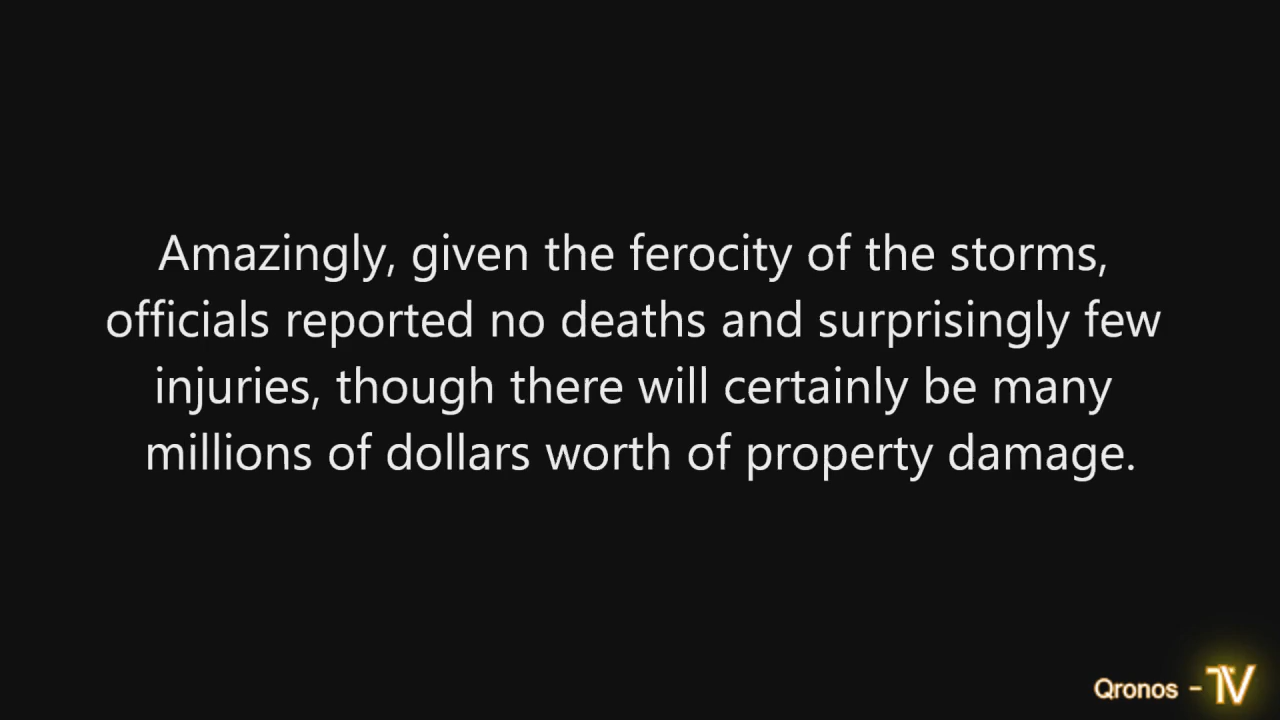 Amazingly, given the ferocity of the storms,
officials reported no deaths and surprisingly few
injuries, though there will certainly be many
millions of dollars worth of property damage.
Qronos - TV